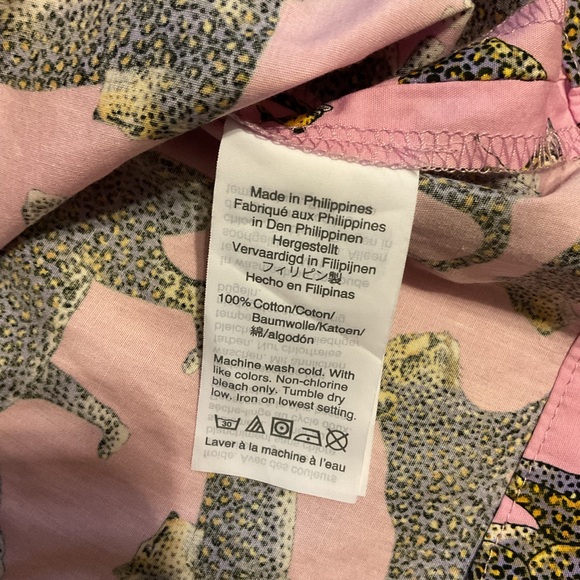 Made in Philippines
Fabriqué aux Philippines
in Den Philippinen
Hergestellt
Vervaardigd in Filipijnen
フィリピン製
Hecho en Filipinas
100% Cotton/Coton/
Baumwolle/Katoen/
綿/algodón
Machine wash cold. With
like colors. Non-chlorine
bleach only. Tumble dry
low. Iron on lowest setting.
30
Laver à la machine à l'eau